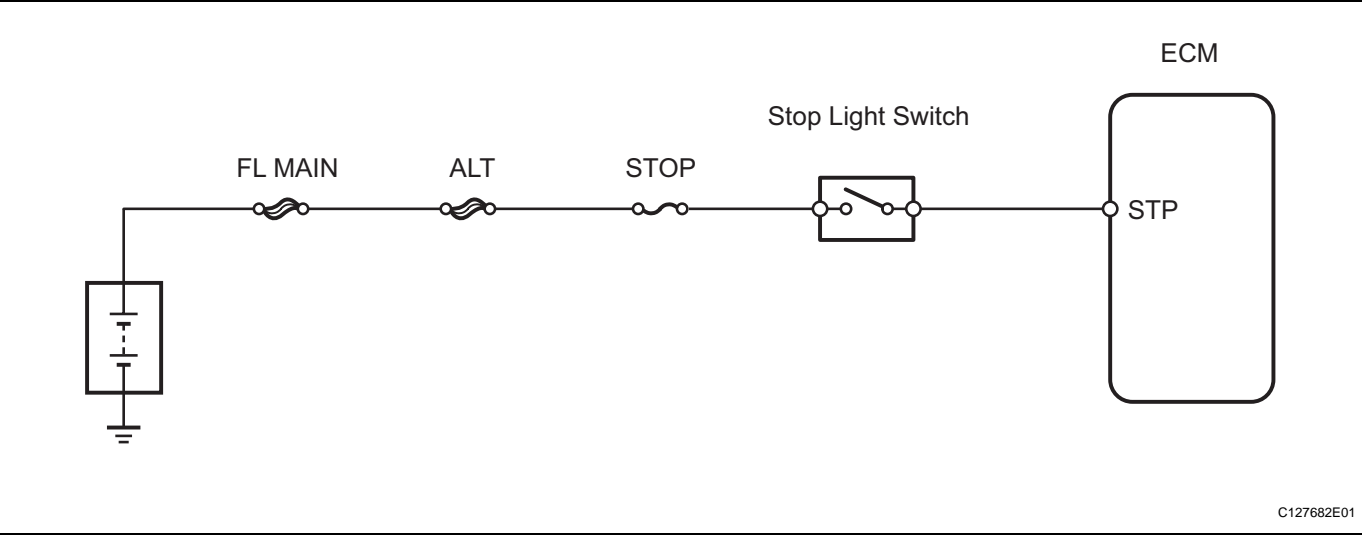 ECM
Stop Light Switch
FL MAIN
ALT
STOP
STP
C127682E01